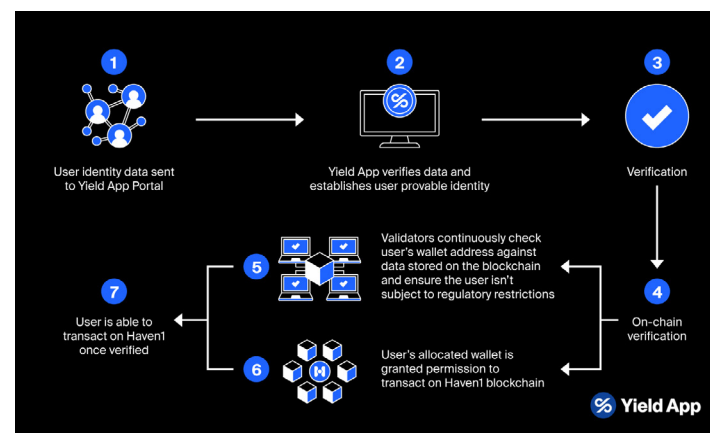 1
User identity data sent
to Yield App Portal
2
Yield App verifies data and
establishes user provable identity
3
Verification
4
On-chain
verification
5
Validators continuously check
user's wallet address against
data stored on the blockchain
and ensure the user isn't
subject to regulatory restrictions
6
User's allocated wallet is
granted permission to
transact on Haven1 blockchain
7
User is able to
transact on Haven1
once verified
Yield App